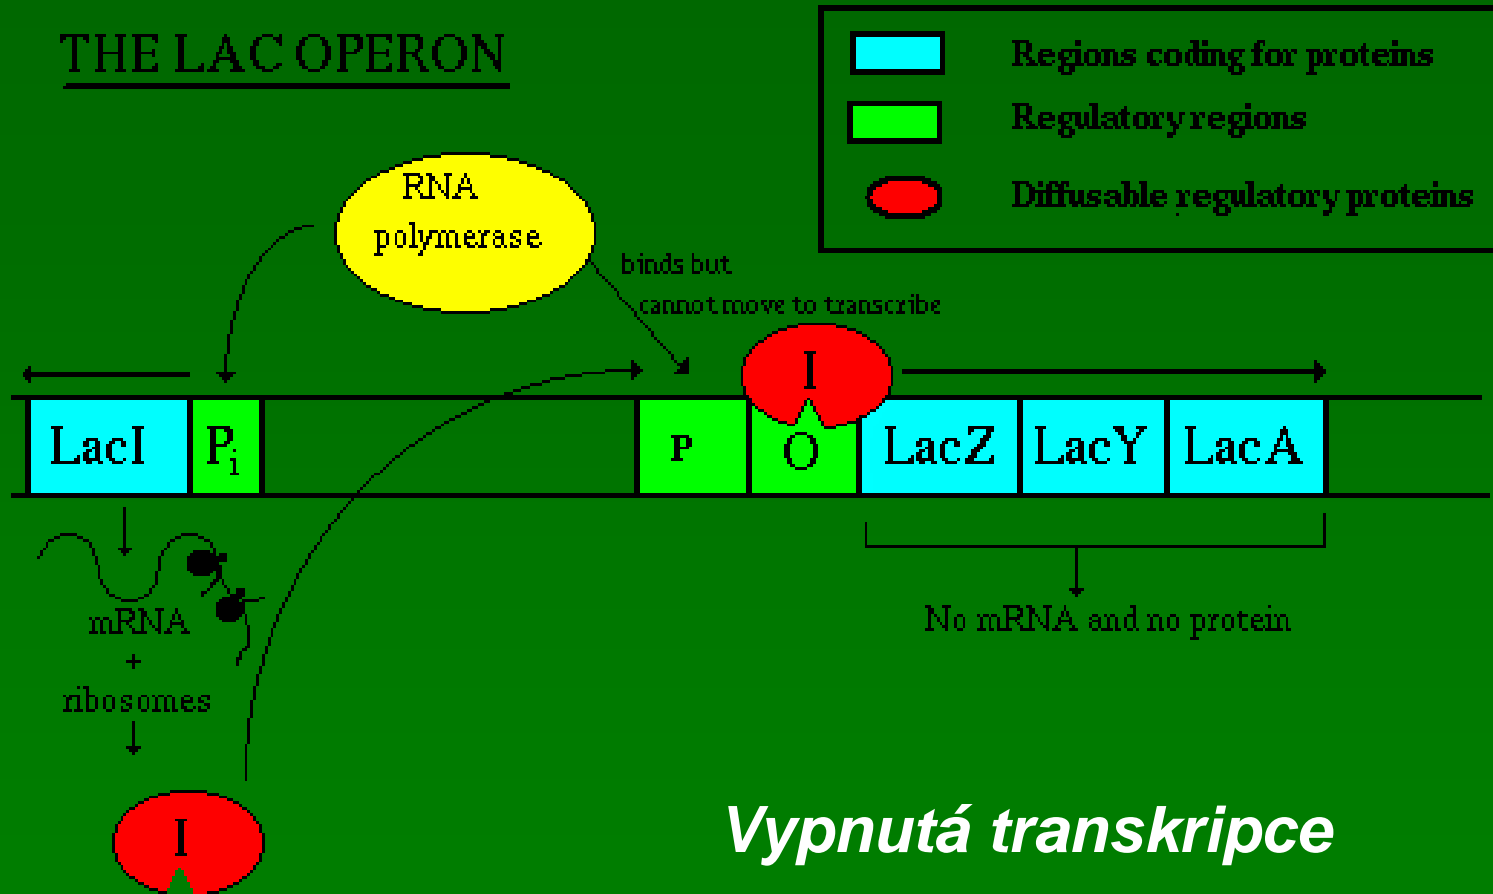 THE LAC OPERON
Regions coding for proteins
Regulatory regions
Diffusable regulatory proteins
RNA
polymerase
binds but
cannot move to transcribe
I
LacI
Pi
P
O
LacZ
LacY
LacA
mRNA
+
ribosomes
No mRNA and no protein
I
Vypnutá transkripce